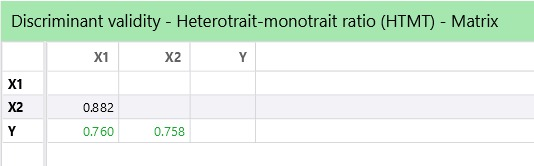 Discriminant validity - Heterotrait-monotrait ratio (HTMT) - Matrix
X1 X2 Y
X1
X2 0.882
Y 0.760 0.758